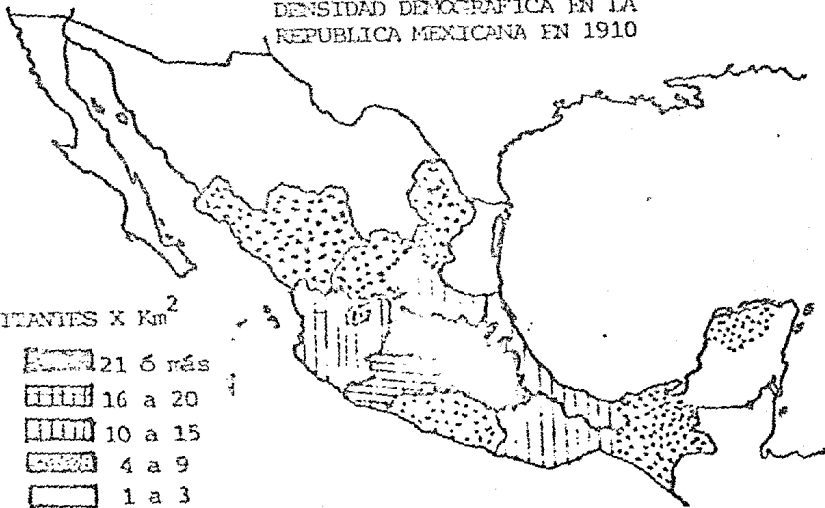 DENSIDAD DEMOGRAFICA EN LA
REPUBLICA MEXICANA EN 1910
ITANTES X Km²
21 ó más
16 a 20
10 a 15
4 a 9
1 a 3